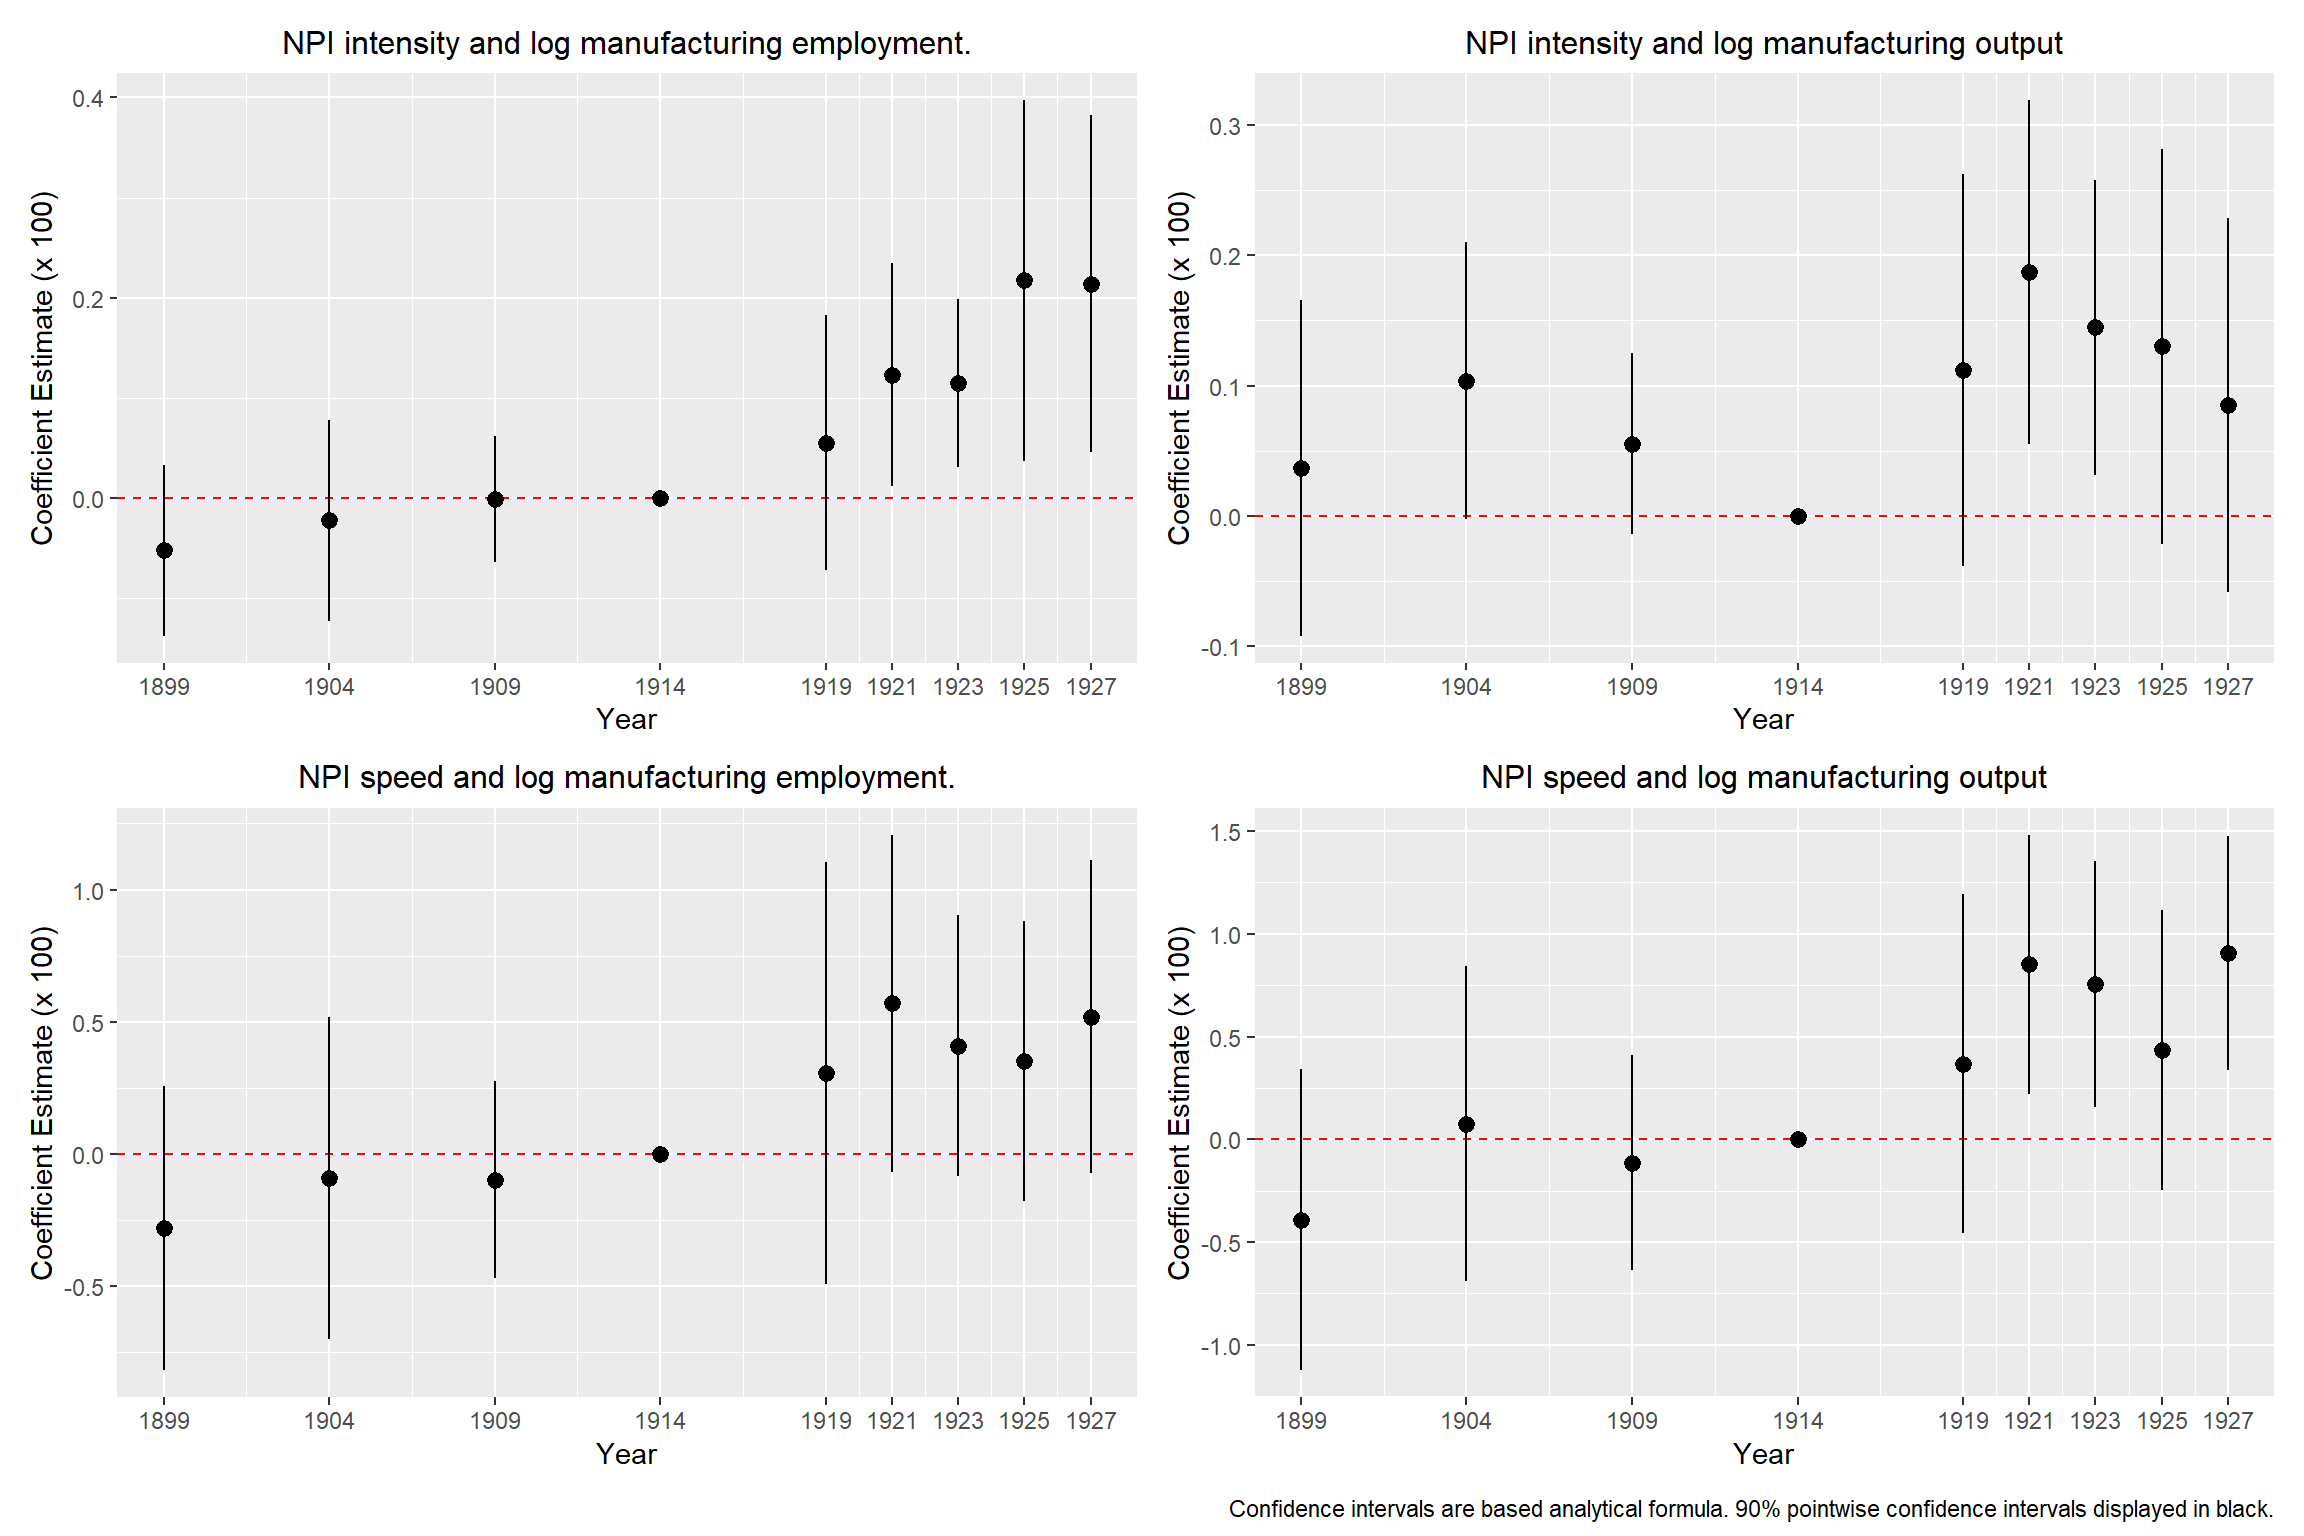 NPI intensity and log manufacturing employment.
Coefficient Estimate (x 100)
0.4
0.2
0.0
1899 1904 1909 1914 1919 1921 1923 1925 1927
Year
NPI intensity and log manufacturing output
Coefficient Estimate (x 100)
0.3
0.2
0.1
0.0
-0.1
1899 1904 1909 1914 1919 1921 1923 1925 1927
Year
NPI speed and log manufacturing employment.
Coefficient Estimate (x 100)
1.0
0.5
0.0
-0.5
1899 1904 1909 1914 1919 1921 1923 1925 1927
Year
NPI speed and log manufacturing output
Coefficient Estimate (x 100)
1.5
1.0
0.5
0.0
-0.5
-1.0
1899 1904 1909 1914 1919 1921 1923 1925 1927
Year
Confidence intervals are based analytical formula. 90% pointwise confidence intervals displayed in black.